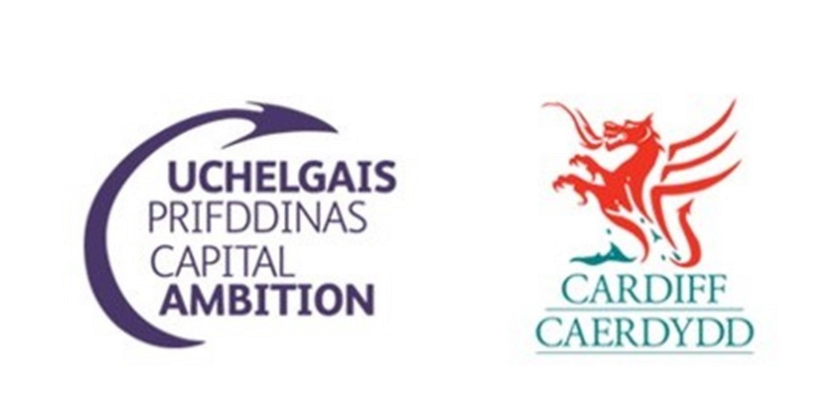 UCHELGAIS
PRIFDDINAS
CAPITAL
AMBITION
CARDIFF
CAERDYDD